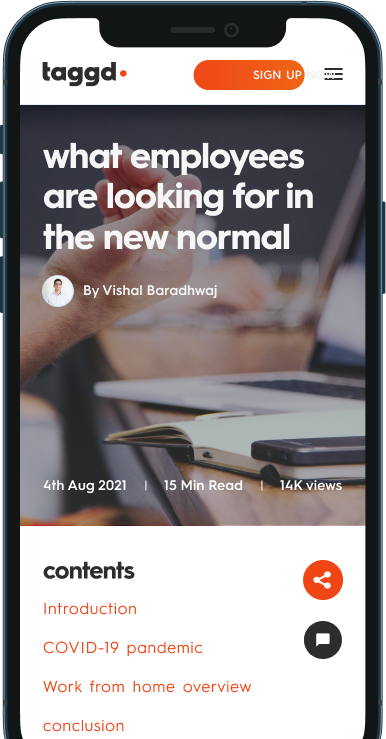 taggd
SIGN UP NOW
what employees
are looking for in
the new normal
By Vishal Baradhwaj
4th Aug 2021 | 15 Min Read | 14K views
contents
Introduction
COVID-19 pandemic
Work from home overview
conclusion